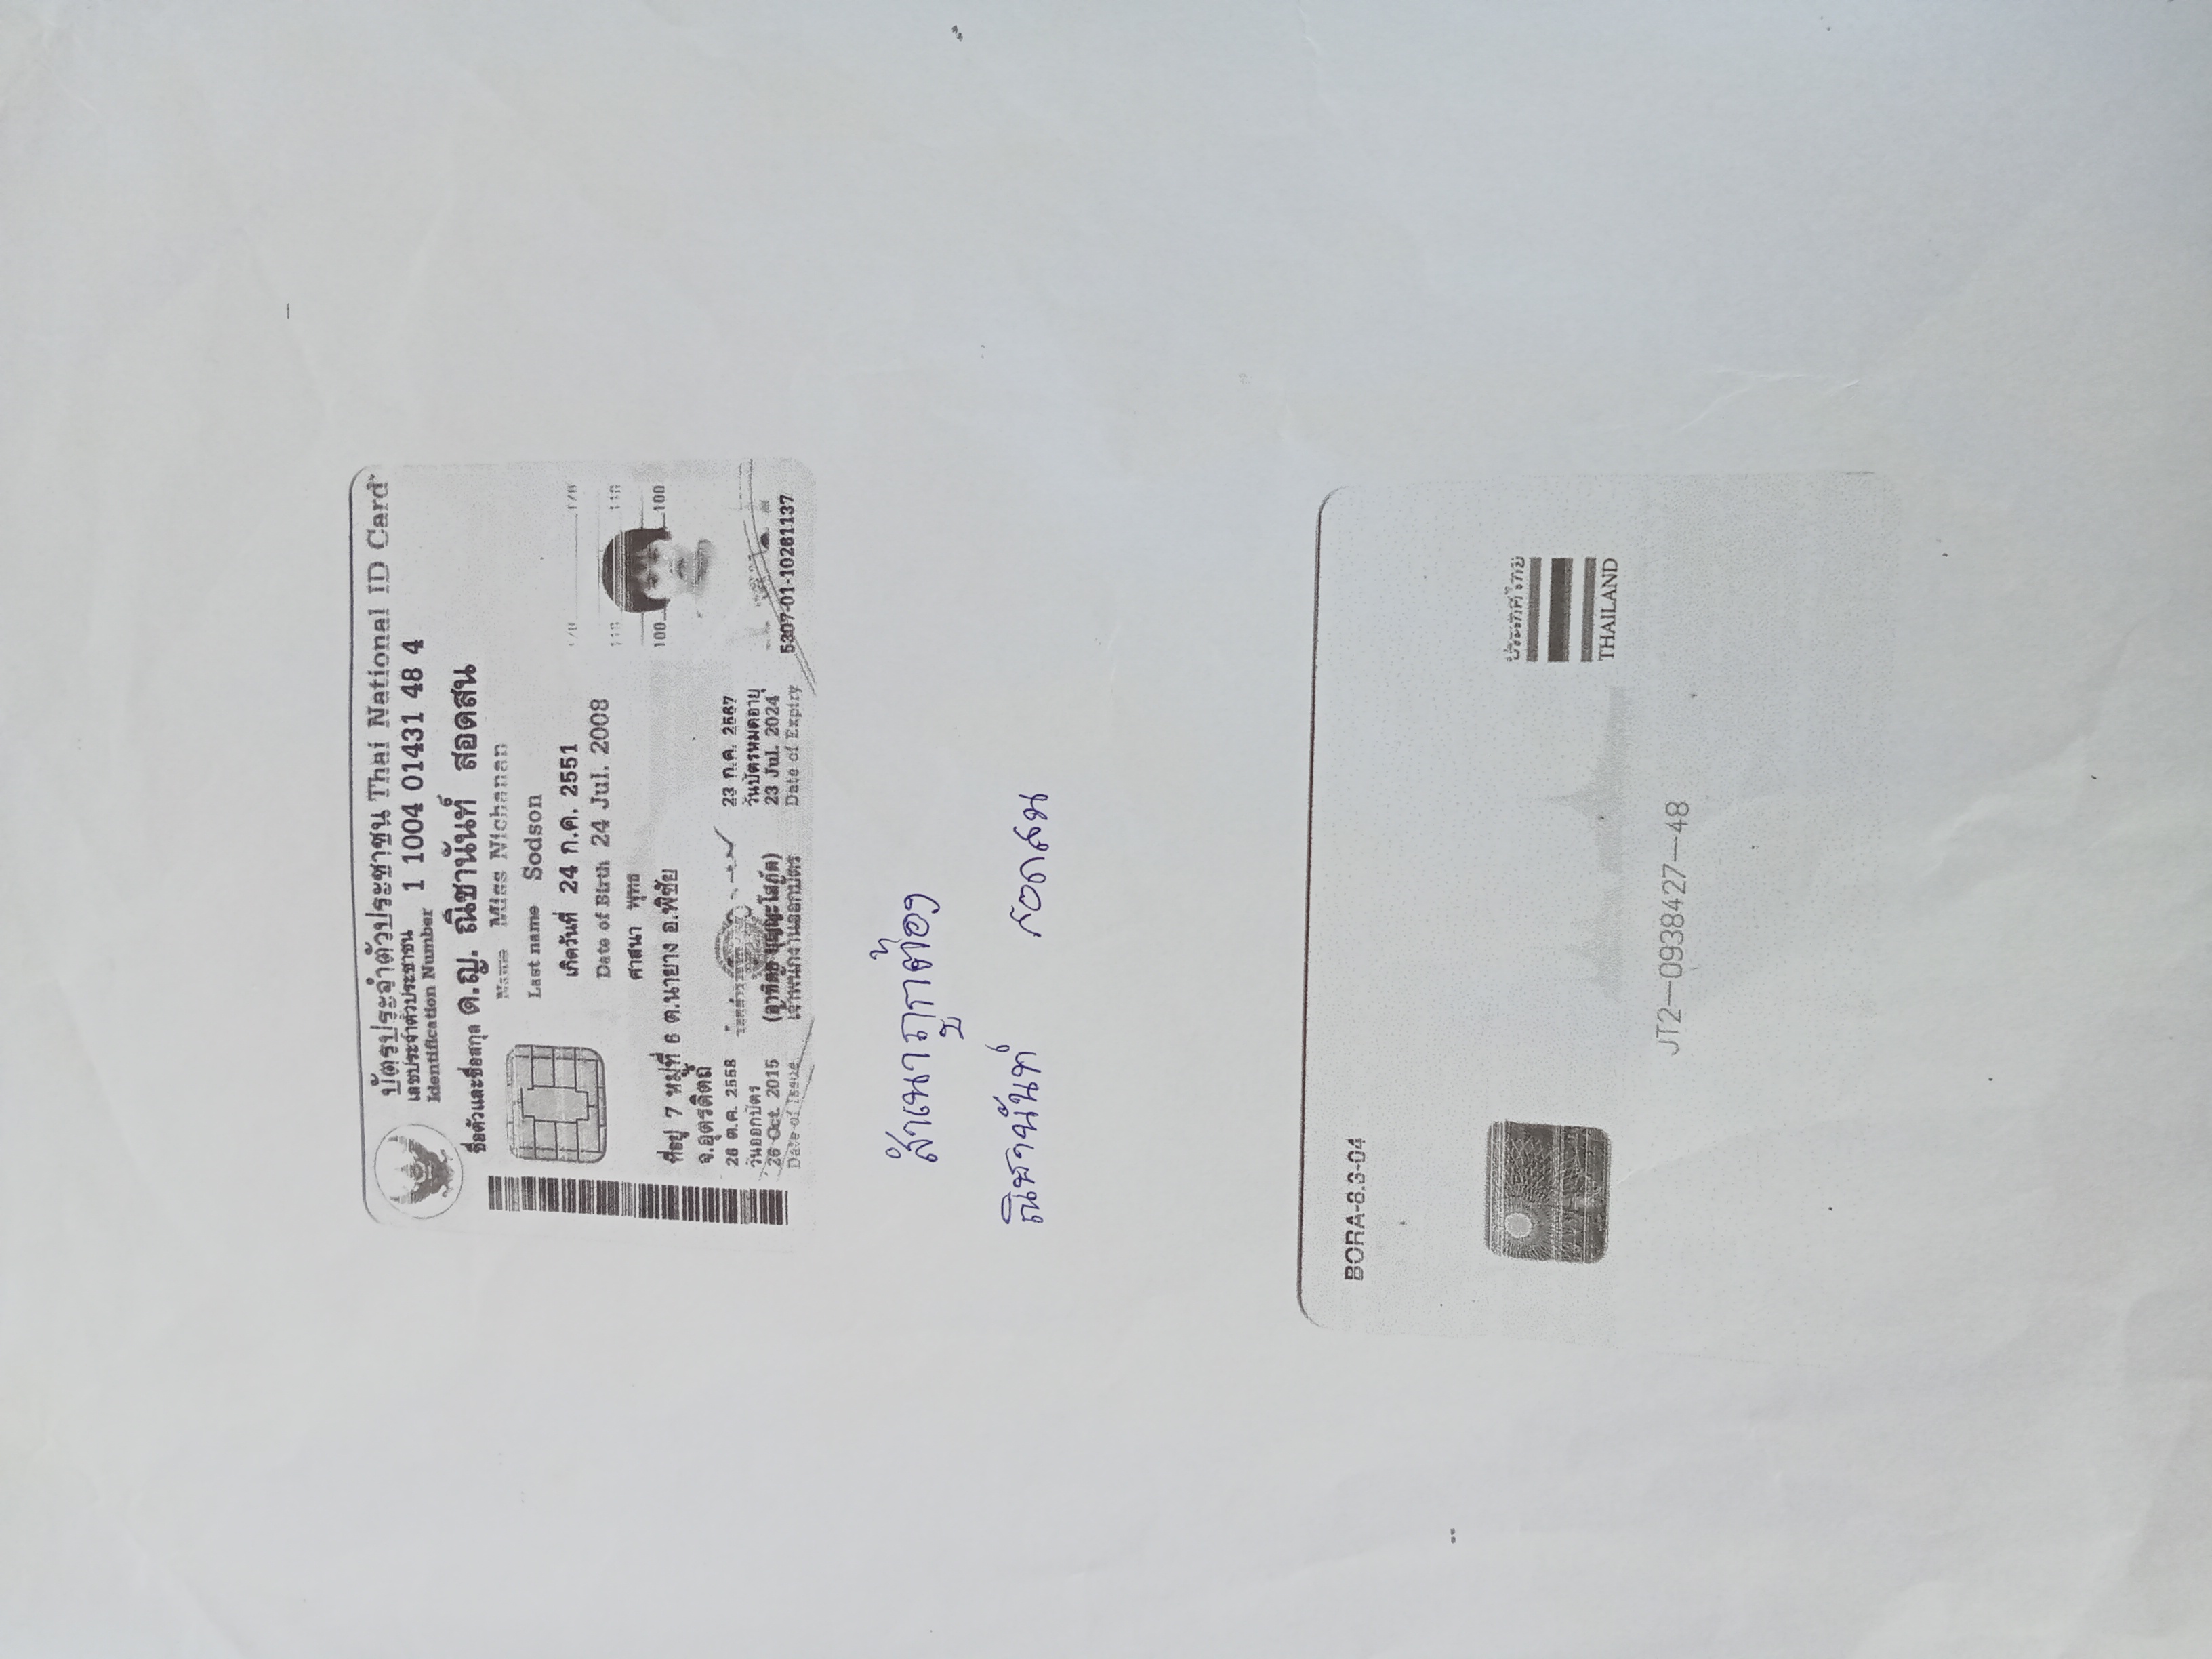 บัตรประจำตัวประชาชน Thai National ID Card
เลขประจำตัวประชาชน 1 1004 01431 48 4
Identification Number
ชื่อตัวและชื่อสกุล ด.ญ. ณิชานันท์ สอดสน
Name Miss Nichanan
Last name Sodson
เกิดวันที่ 24 ก.ค. 2551
Date of Birth 24 Jul. 2008
ศาสนา พุทธ
ที่อยู่ 7 หมู่ที่ 6 ต.นายาง อ.พิชัย
จ.อุตรดิตถ์
26 ต.ค. 2558
วันออกบัตร
26 Oct. 2015
Date of Issue
เจ้าพนักงานออกบัตร
23 ก.ค. 2567
วันบัตรหมดอายุ
23 Jul. 2024
Date of Expiry
110 110
100 100
5307-01-10261137
สำเนาถูกต้อง
ณิชานันท์ สอดสน
BORA-8.3-04
ประเทศไทย
THAILAND
JT2-0938427-48